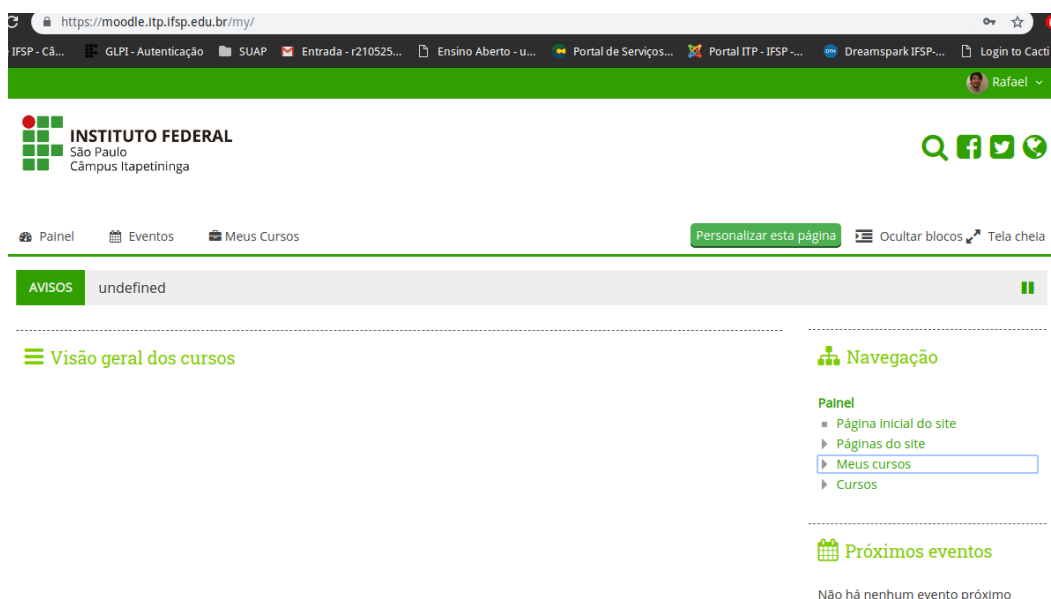 https://moodle.itp.ifsp.edu.br/my/
IFSP - Câ... GLPI - Autenticação SUAP Entrada - r210525... Ensino Aberto - u... Portal de Serviços... Portal ITP - IFSP -... Dreamspark IFSP-... Login to Cacti
Rafael
INSTITUTO FEDERAL
São Paulo
Câmpus Itapetininga
Painel Eventos Meus Cursos Personalizar esta página Ocultar blocos Tela cheia
AVISOS undefined
Visão geral dos cursos
Navegação
Painel
Página inicial do site
Páginas do site
Meus cursos
Cursos
Próximos eventos
Não há nenhum evento próximo